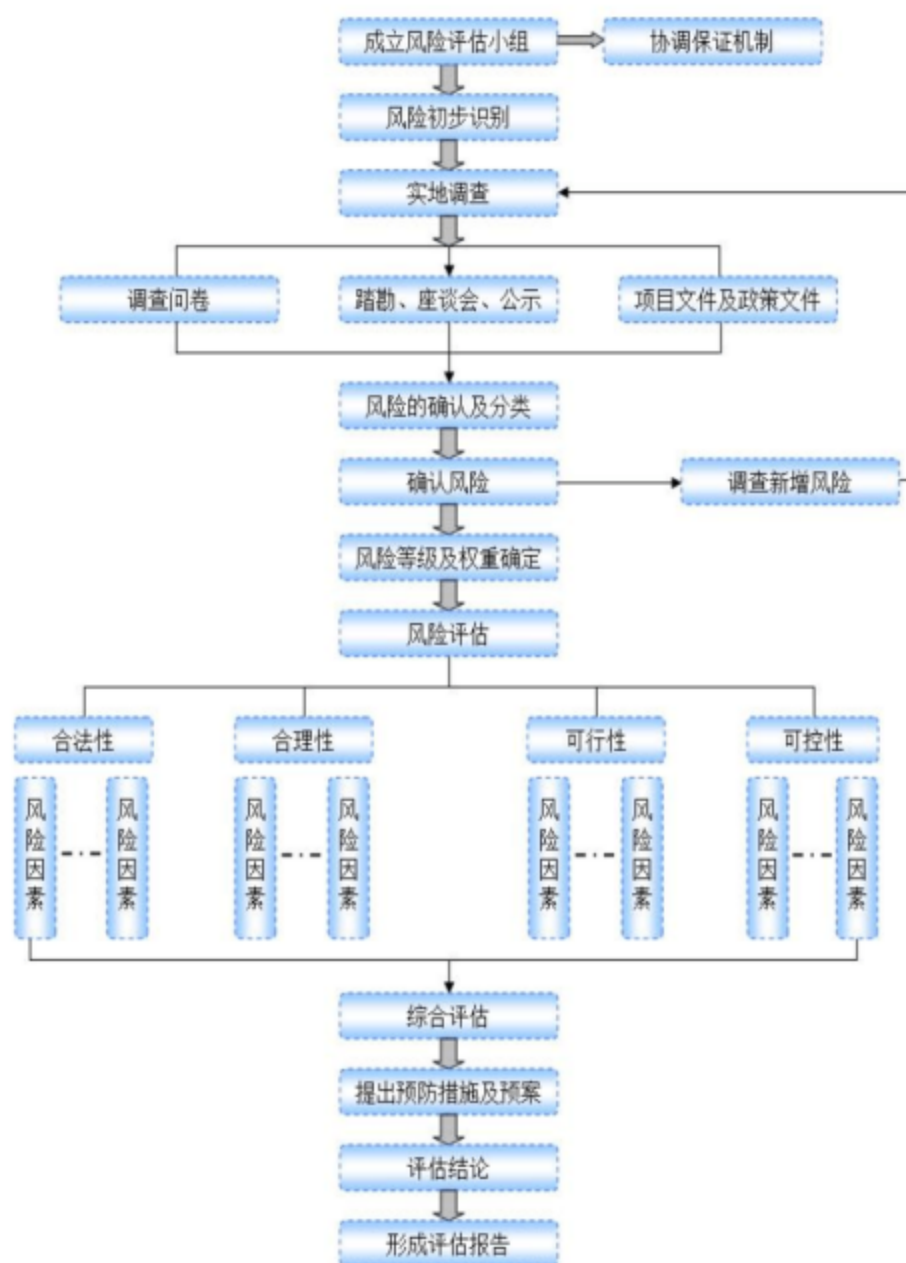 成立风险评估小组
协调保证机制
风险初步识别
实地调查
调查问卷
踏勘、座谈会、公示
项目文件及政策文件
风险的确认及分类
确认风险
调查新增风险
风险等级及权重确定
风险评估
合法性
合理性
可行性
可控性
风险因素
风险因素
风险因素
风险因素
风险因素
风险因素
风险因素
风险因素
综合评估
提出预防措施及预案
评估结论
形成评估报告